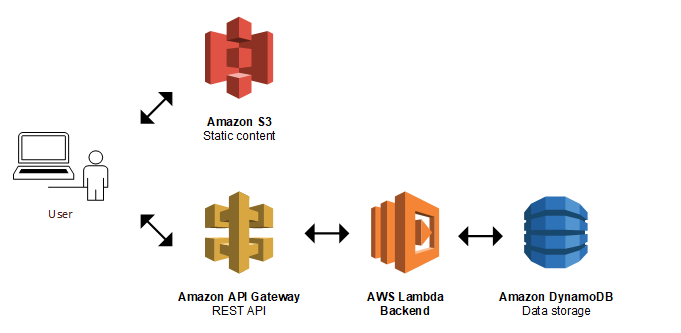 Amazon S3
Static content
User
Amazon API Gateway
REST API
AWS Lambda
Backend
Amazon DynamoDB
Data storage